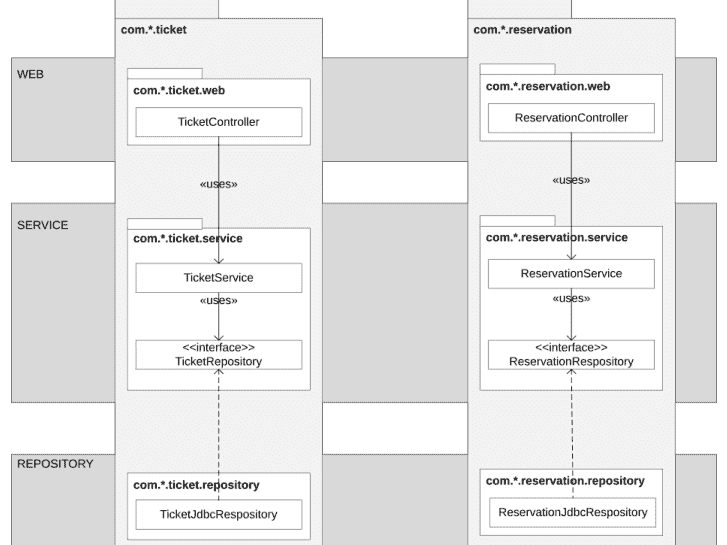 com.*.ticket
com.*.reservation
WEB
com.*.ticket.web
TicketController
com.*.reservation.web
ReservationController
«uses»
«uses»
SERVICE
com.*.ticket.service
TicketService
«uses»
<<interface>>
TicketRepository
com.*.reservation.service
ReservationService
«uses»
<<interface>>
ReservationRespository
REPOSITORY
com.*.ticket.repository
TicketJdbcRespository
com.*.reservation.repository
ReservationJdbcRespository